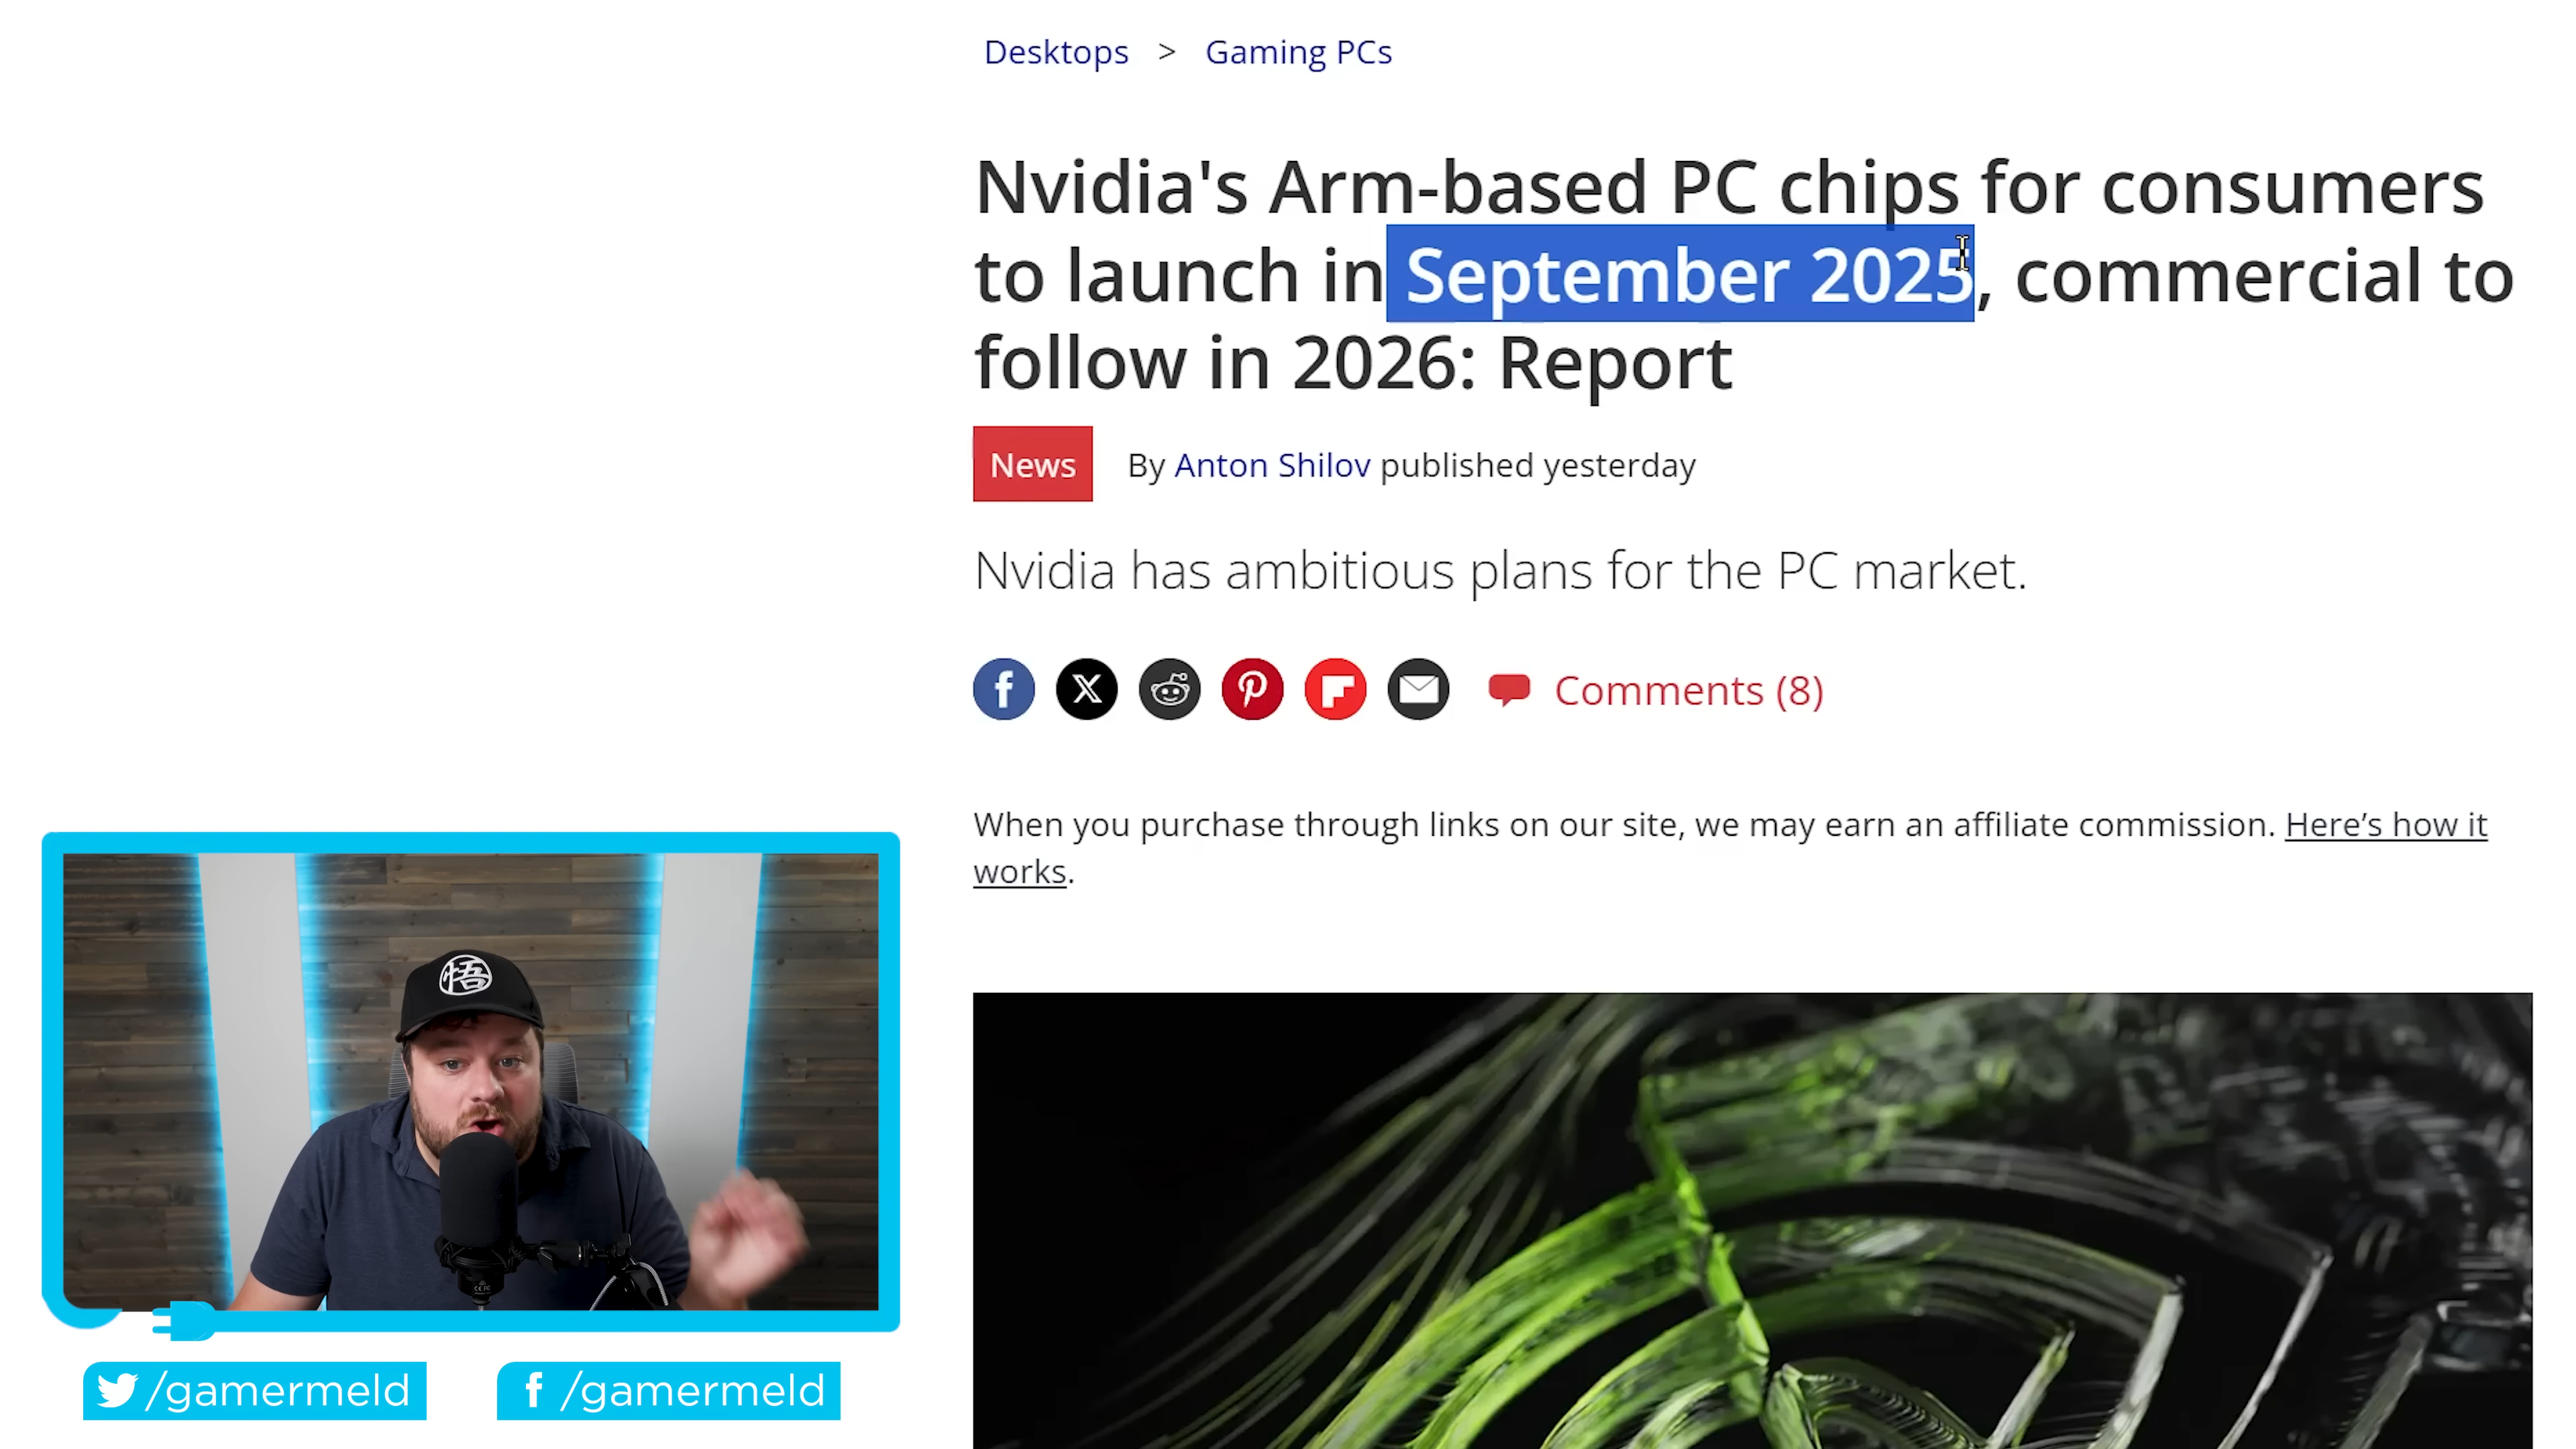 Desktops > Gaming PCs
Nvidia's Arm-based PC chips for consumers
to launch in September 2025, commercial to
follow in 2026: Report
News By Anton Shilov published yesterday
Nvidia has ambitious plans for the PC market.
Comments (8)
When you purchase through links on our site, we may earn an affiliate commission. Here’s how it
works.
悟
/gamermeld
/gamermeld